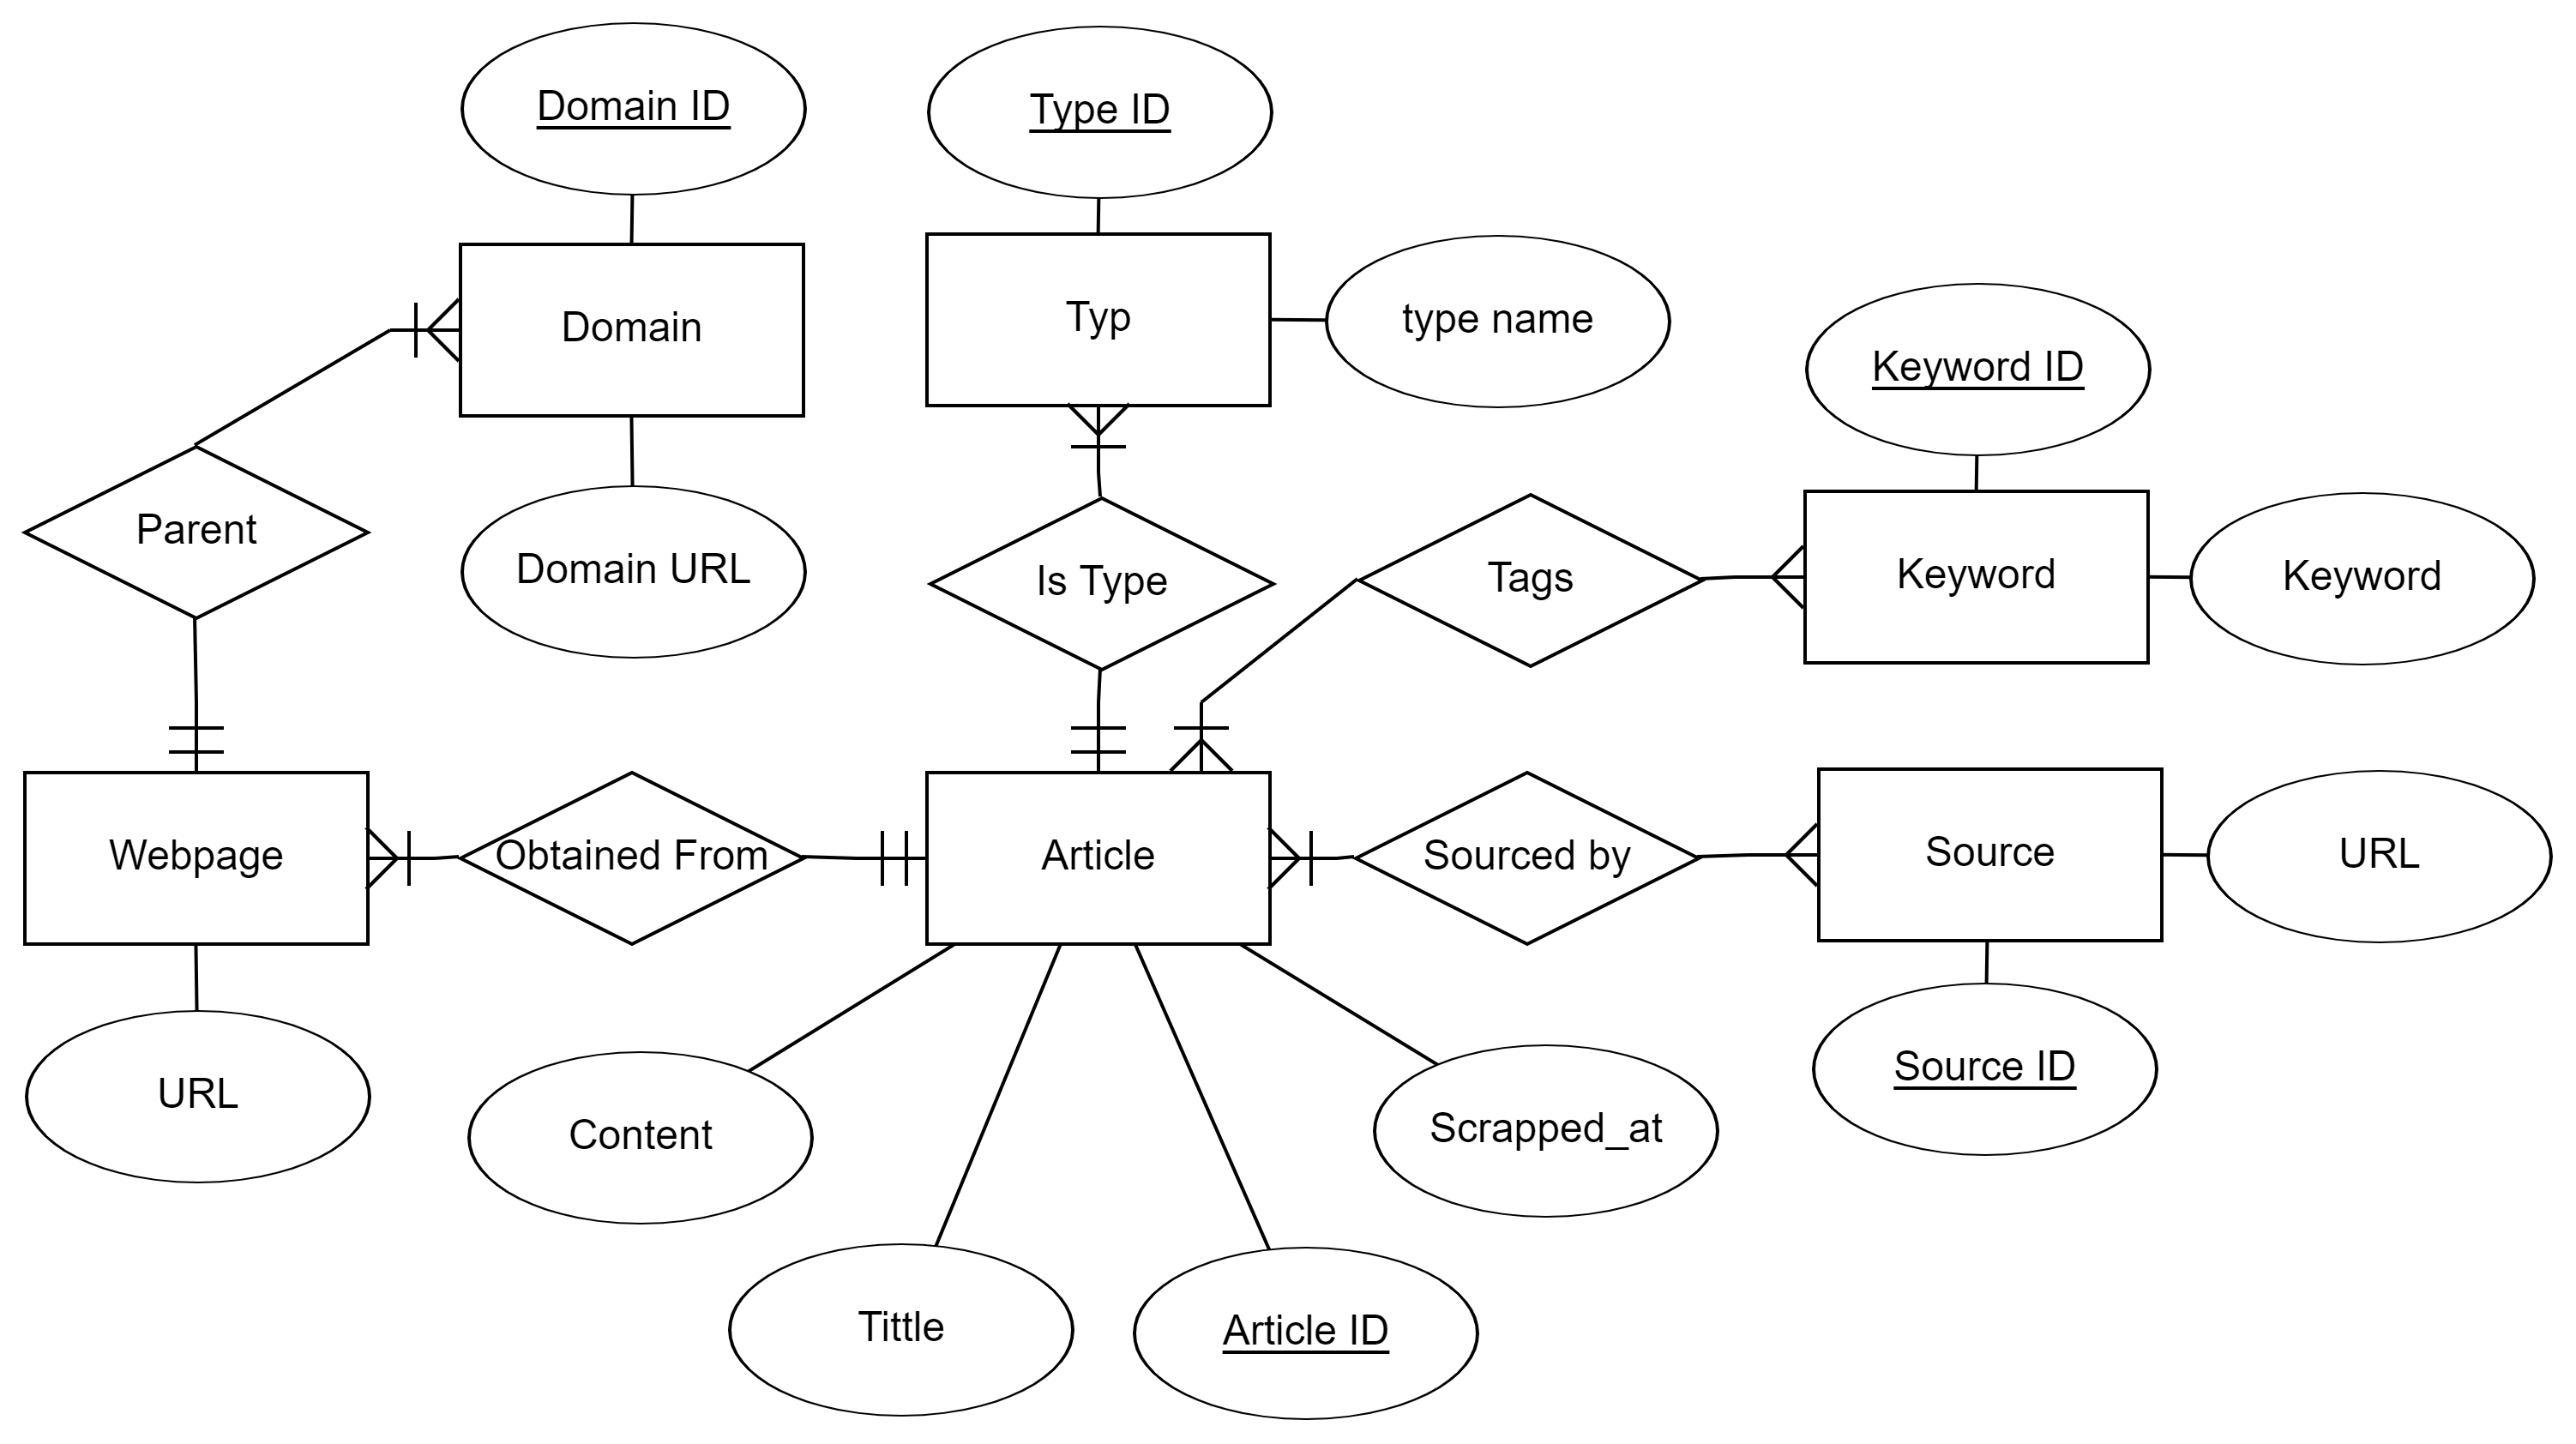 Domain ID
Type ID
Typ
type name
Domain
Keyword ID
Parent
Domain URL
Is Type
Tags
Keyword
Keyword
Webpage
Obtained From
Article
Sourced by
Source
URL
URL
Content
Scrapped_at
Source ID
Tittle
Article ID